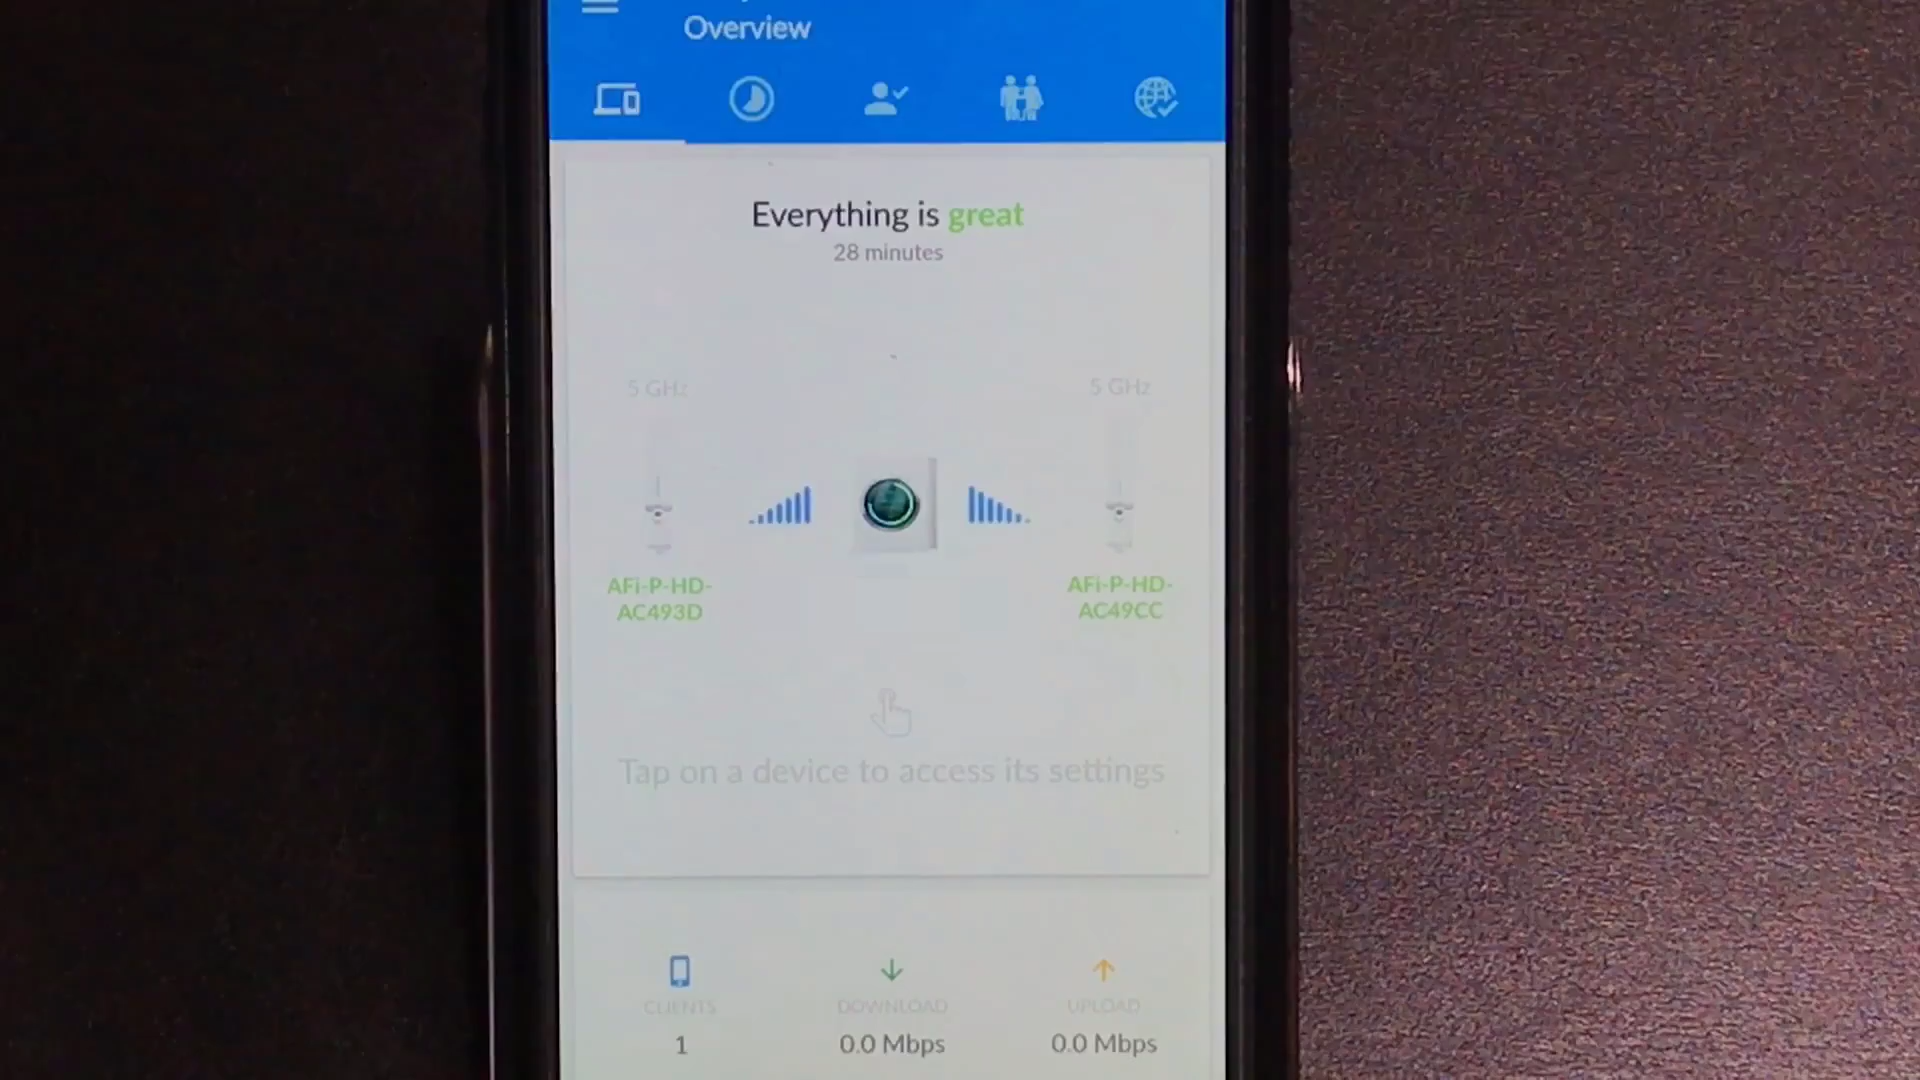 Overview
Everything is great
28 minutes
5 GHz
5 GHz
AFi-P-HD-
AC493D
AFi-P-HD-
AC49CC
Tap on a device to access its settings
CLIENTS
DOWNLOAD
UPLOAD
1
0.0 Mbps
0.0 Mbps